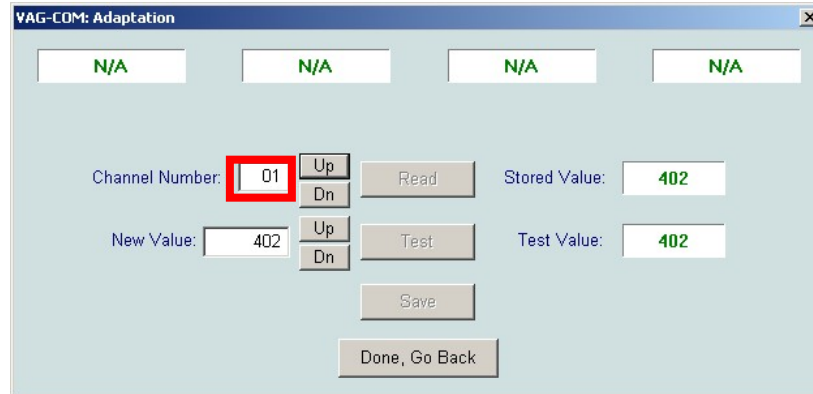 VAG-COM: Adaptation
N/A N/A N/A N/A
Channel Number: 01 Up Read Stored Value: 402
Dn
New Value: 402 Up Test Test Value: 402
Dn
Save
Done, Go Back